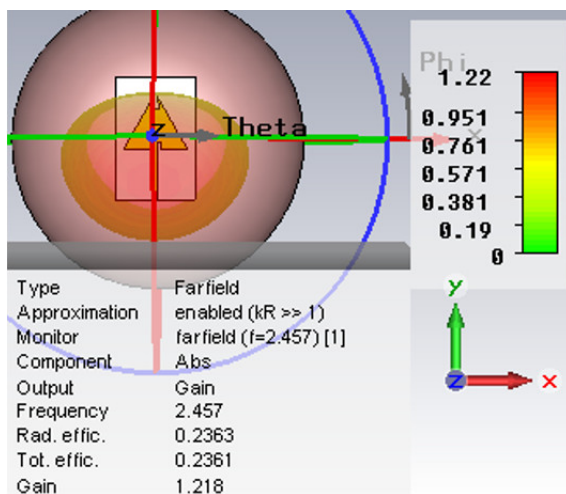 Phi
1.22
0.951
0.761
0.571
0.381
0.19
0
z
Theta
x
Type Farfield
Approximation enabled (kR >> 1)
Monitor farfield (f=2.457) [1]
Component Abs
Output Gain
Frequency 2.457
Rad. effic. 0.2363
Tot. effic. 0.2361
Gain 1.218
y
z
x